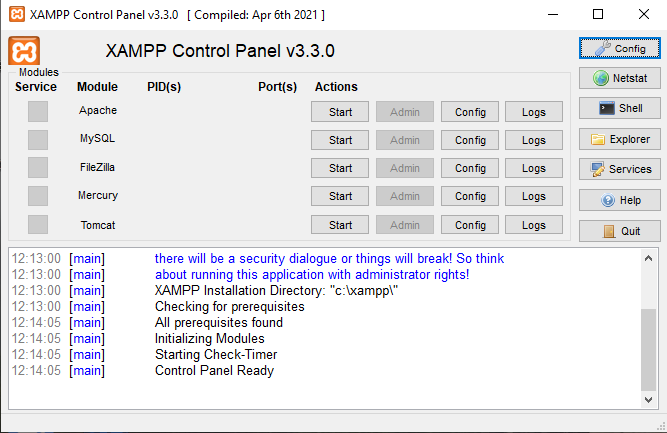 XAMPP Control Panel v3.3.0 [ Compiled: Apr 6th 2021 ]
XAMPP Control Panel v3.3.0
Config
Modules
Netstat
Service Module PID(s) Port(s) Actions
Apache Start Admin Config Logs
Shell
MySQL Start Admin Config Logs
Explorer
FileZilla Start Admin Config Logs
Services
Mercury Start Admin Config Logs
Help
Tomcat Start Admin Config Logs
Quit
12:13:00 [main] there will be a security dialogue or things will break! So think
12:13:00 [main] about running this application with administrator rights!
12:13:00 [main] XAMPP Installation Directory: "c:\xampp\"
12:13:00 [main] Checking for prerequisites
12:14:05 [main] All prerequisites found
12:14:05 [main] Initializing Modules
12:14:05 [main] Starting Check-Timer
12:14:05 [main] Control Panel Ready